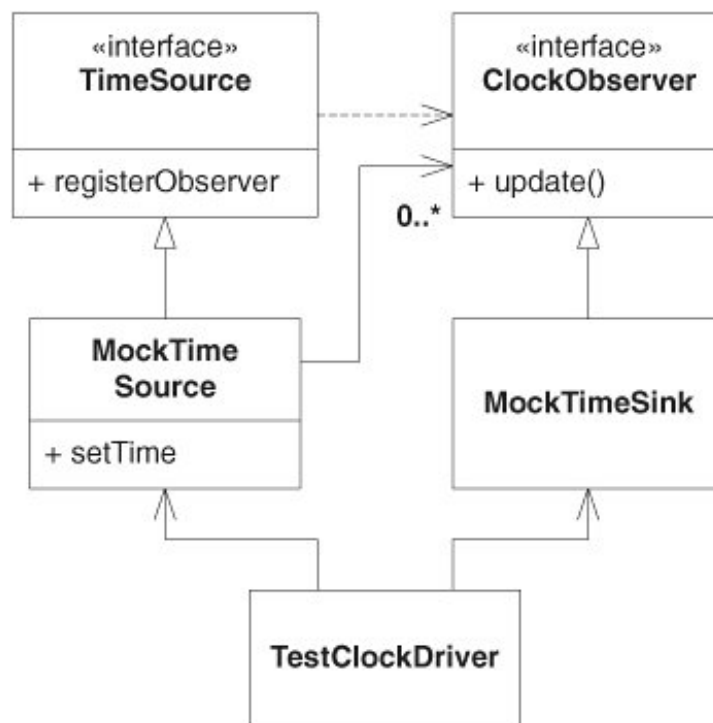 «interface»
TimeSource
+ registerObserver
«interface»
ClockObserver
+ update()
0..*
MockTime
Source
+ setTime
MockTimeSink
TestClockDriver